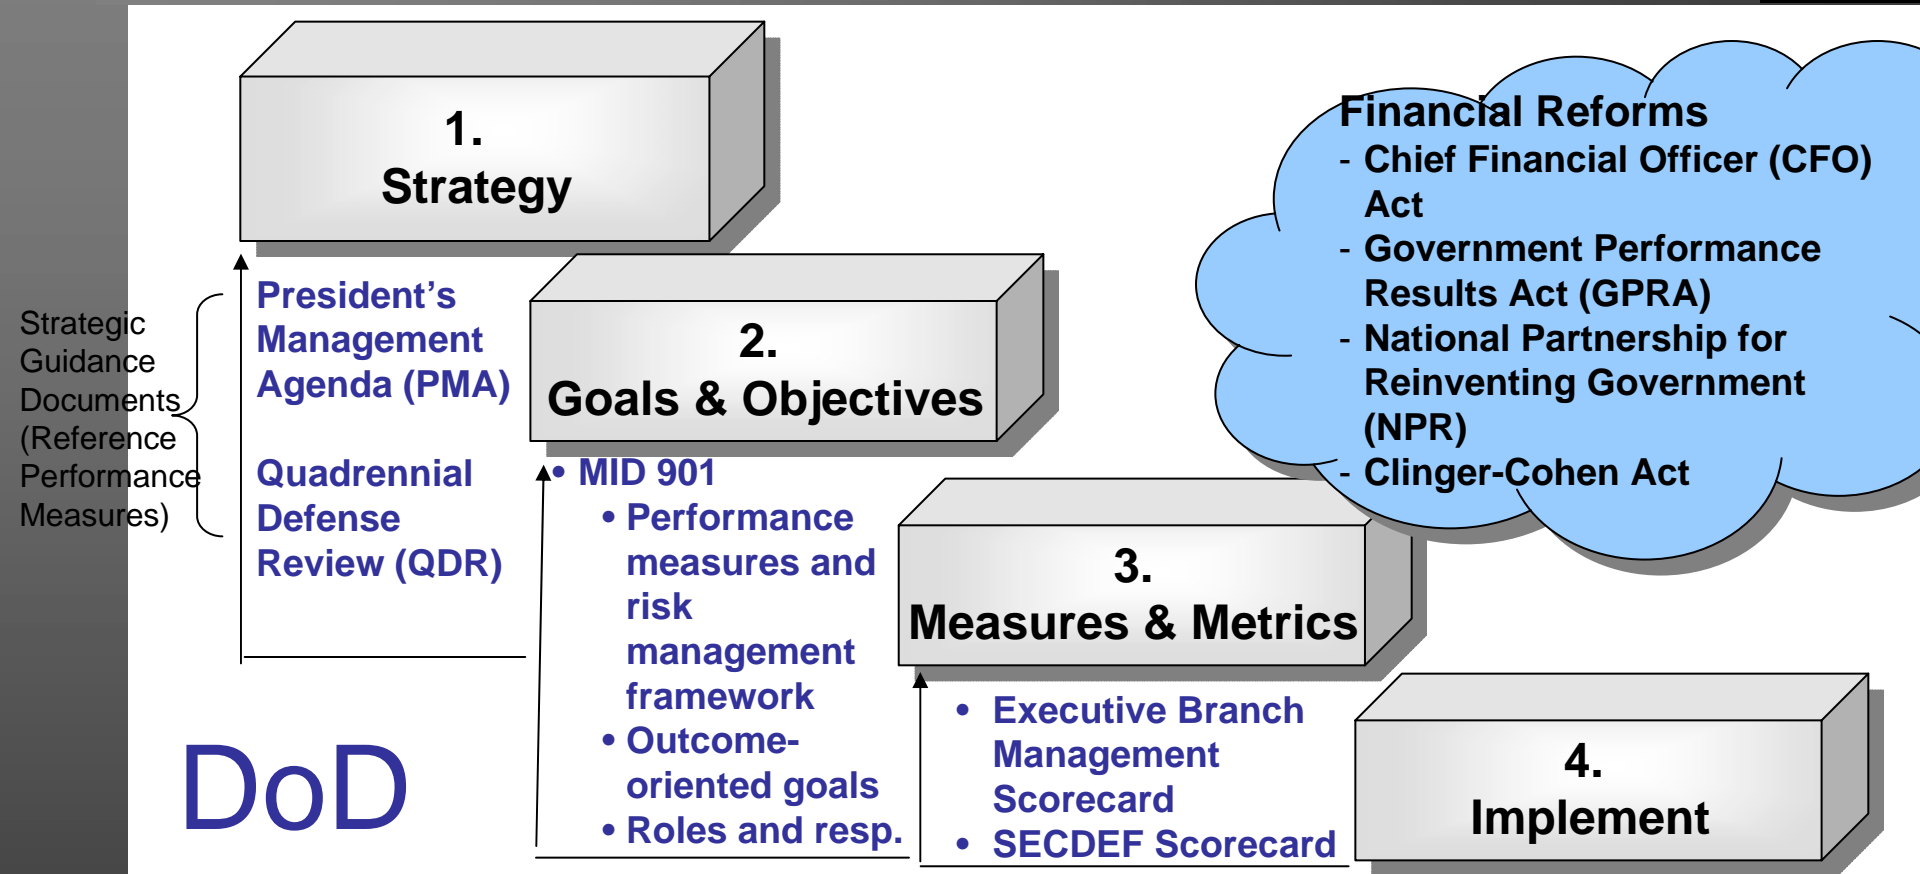 1.
Strategy
Strategic
Guidance
Documents
(Reference
Performance
Measures)
President’s
Management
Agenda (PMA)
Quadrennial
Defense
Review (QDR)
2.
Goals & Objectives
• MID 901
• Performance
measures and
risk
management
framework
• Outcome-
oriented goals
• Roles and resp.
3.
Measures & Metrics
• Executive Branch
Management
Scorecard
• SECDEF Scorecard
4.
Implement
Financial Reforms
- Chief Financial Officer (CFO)
Act
- Government Performance
Results Act (GPRA)
- National Partnership for
Reinventing Government
(NPR)
- Clinger-Cohen Act
DoD